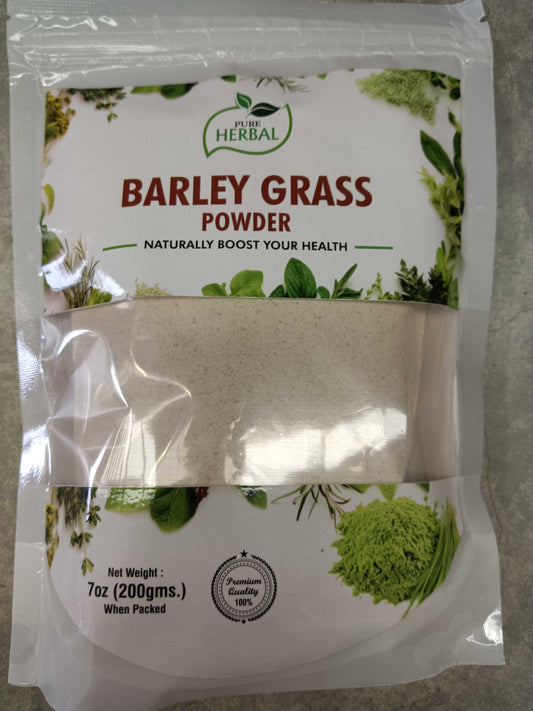 PURE
HERBAL
BARLEY GRASS
POWDER
NATURALLY BOOST YOUR HEALTH
Net Weight :
7oz (200gms.)
When Packed
Premium
Quality
100%